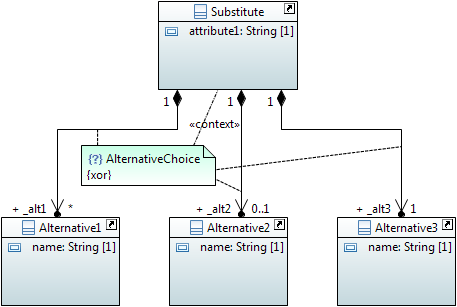 Substitute
attribute1: String [1]
1 1 1
«context»
{?} AlternativeChoice
{xor}
+ _alt1 * + _alt2 0..1 + _alt3 1
Alternative1 Alternative2 Alternative3
name: String [1] name: String [1] name: String [1]